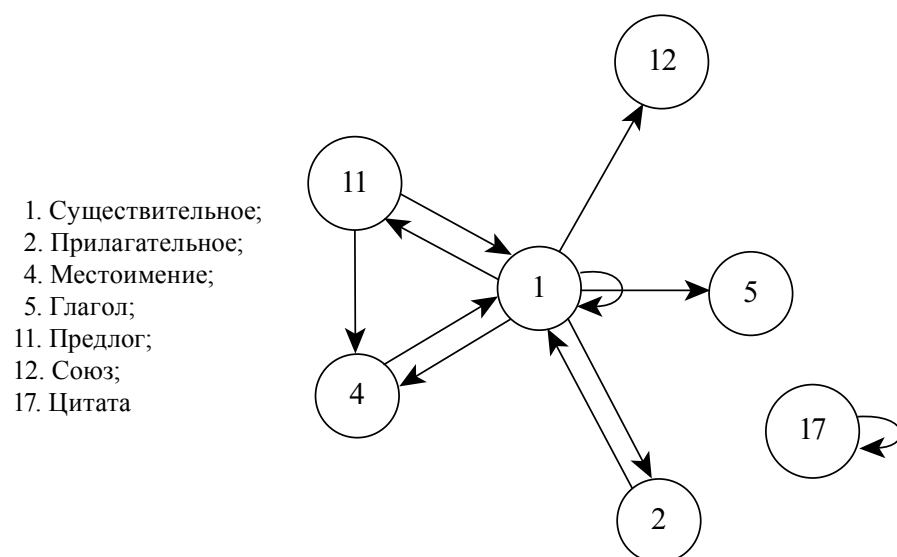 12
11
1. Существительное;
2. Прилагательное;
4. Местоимение;
5. Глагол;
11. Предлог;
12. Союз;
17. Цитата
1
5
4
17
2